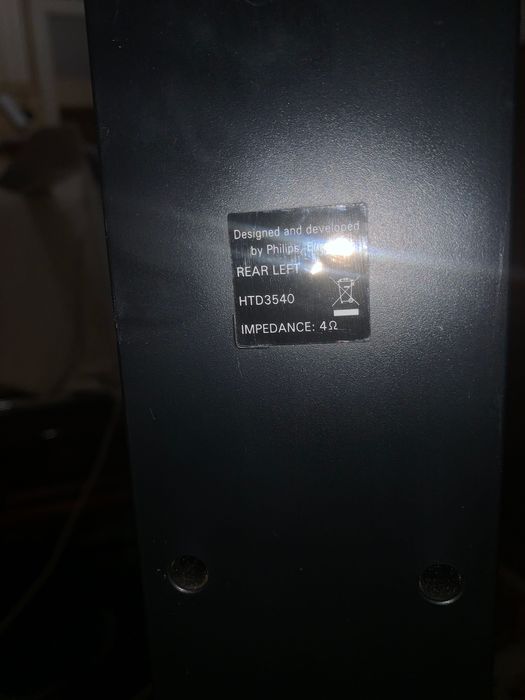 Designed and developed
by Philips,
REAR LEFT
HTD3540
IMPEDANCE: 4Ω